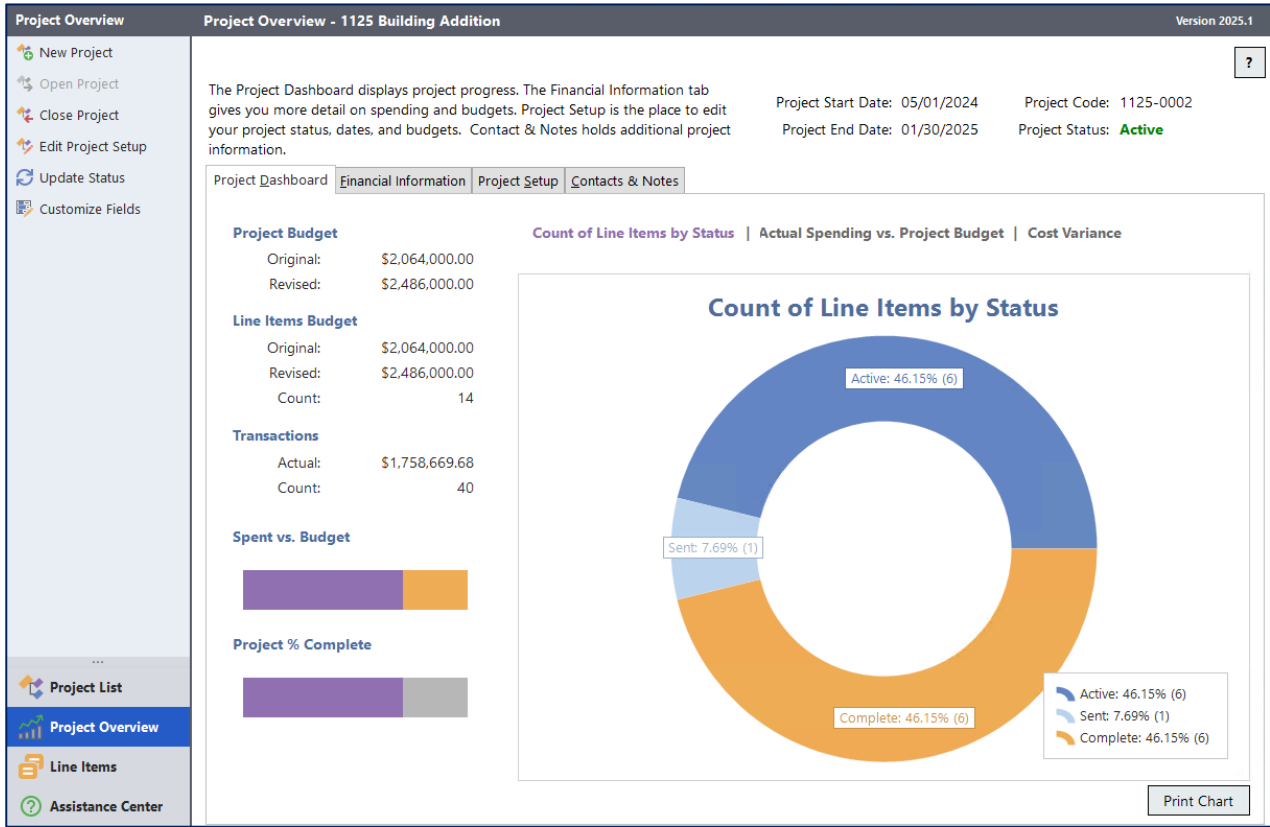 Project Overview
Project Overview - 1125 Building Addition
Version 2025.1
New Project
Open Project
Close Project
Edit Project Setup
Update Status
Customize Fields
...
Project List
Project Overview
Line Items
Assistance Center
?
The Project Dashboard displays project progress. The Financial Information tab
gives you more detail on spending and budgets. Project Setup is the place to edit
your project status, dates, and budgets. Contact & Notes holds additional project
information.
Project Start Date: 05/01/2024
Project Code: 1125-0002
Project End Date: 01/30/2025
Project Status: Active
Project Dashboard
Financial Information
Project Setup
Contacts & Notes
Project Budget
Original: $2,064,000.00
Revised: $2,486,000.00
Line Items Budget
Original: $2,064,000.00
Revised: $2,486,000.00
Count: 14
Transactions
Actual: $1,758,669.68
Count: 40
Spent vs. Budget
Project % Complete
Count of Line Items by Status | Actual Spending vs. Project Budget | Cost Variance
Count of Line Items by Status
Active: 46.15% (6)
Sent: 7.69% (1)
Complete: 46.15% (6)
Active: 46.15% (6)
Sent: 7.69% (1)
Complete: 46.15% (6)
Print Chart